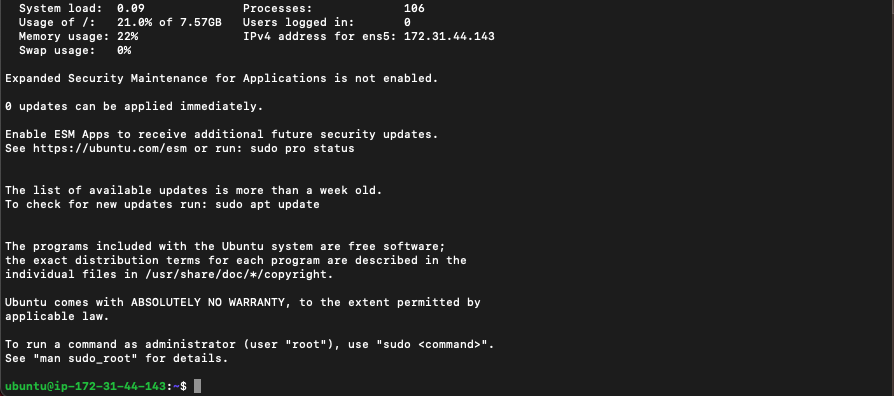 System load:  0.09              Processes:             106
Usage of /:   21.0% of 7.57GB   Users logged in:       0
Memory usage: 22%               IPv4 address for ens5: 172.31.44.143
Swap usage:   0%
Expanded Security Maintenance for Applications is not enabled.
0 updates can be applied immediately.
Enable ESM Apps to receive additional future security updates.
See https://ubuntu.com/esm or run: sudo pro status
The list of available updates is more than a week old.
To check for new updates run: sudo apt update
The programs included with the Ubuntu system are free software;
the exact distribution terms for each program are described in the
individual files in /usr/share/doc/*/copyright.
Ubuntu comes with ABSOLUTELY NO WARRANTY, to the extent permitted by
applicable law.
To run a command as administrator (user "root"), use "sudo <command>".
See "man sudo_root" for details.
ubuntu@ip-172-31-44-143:~$